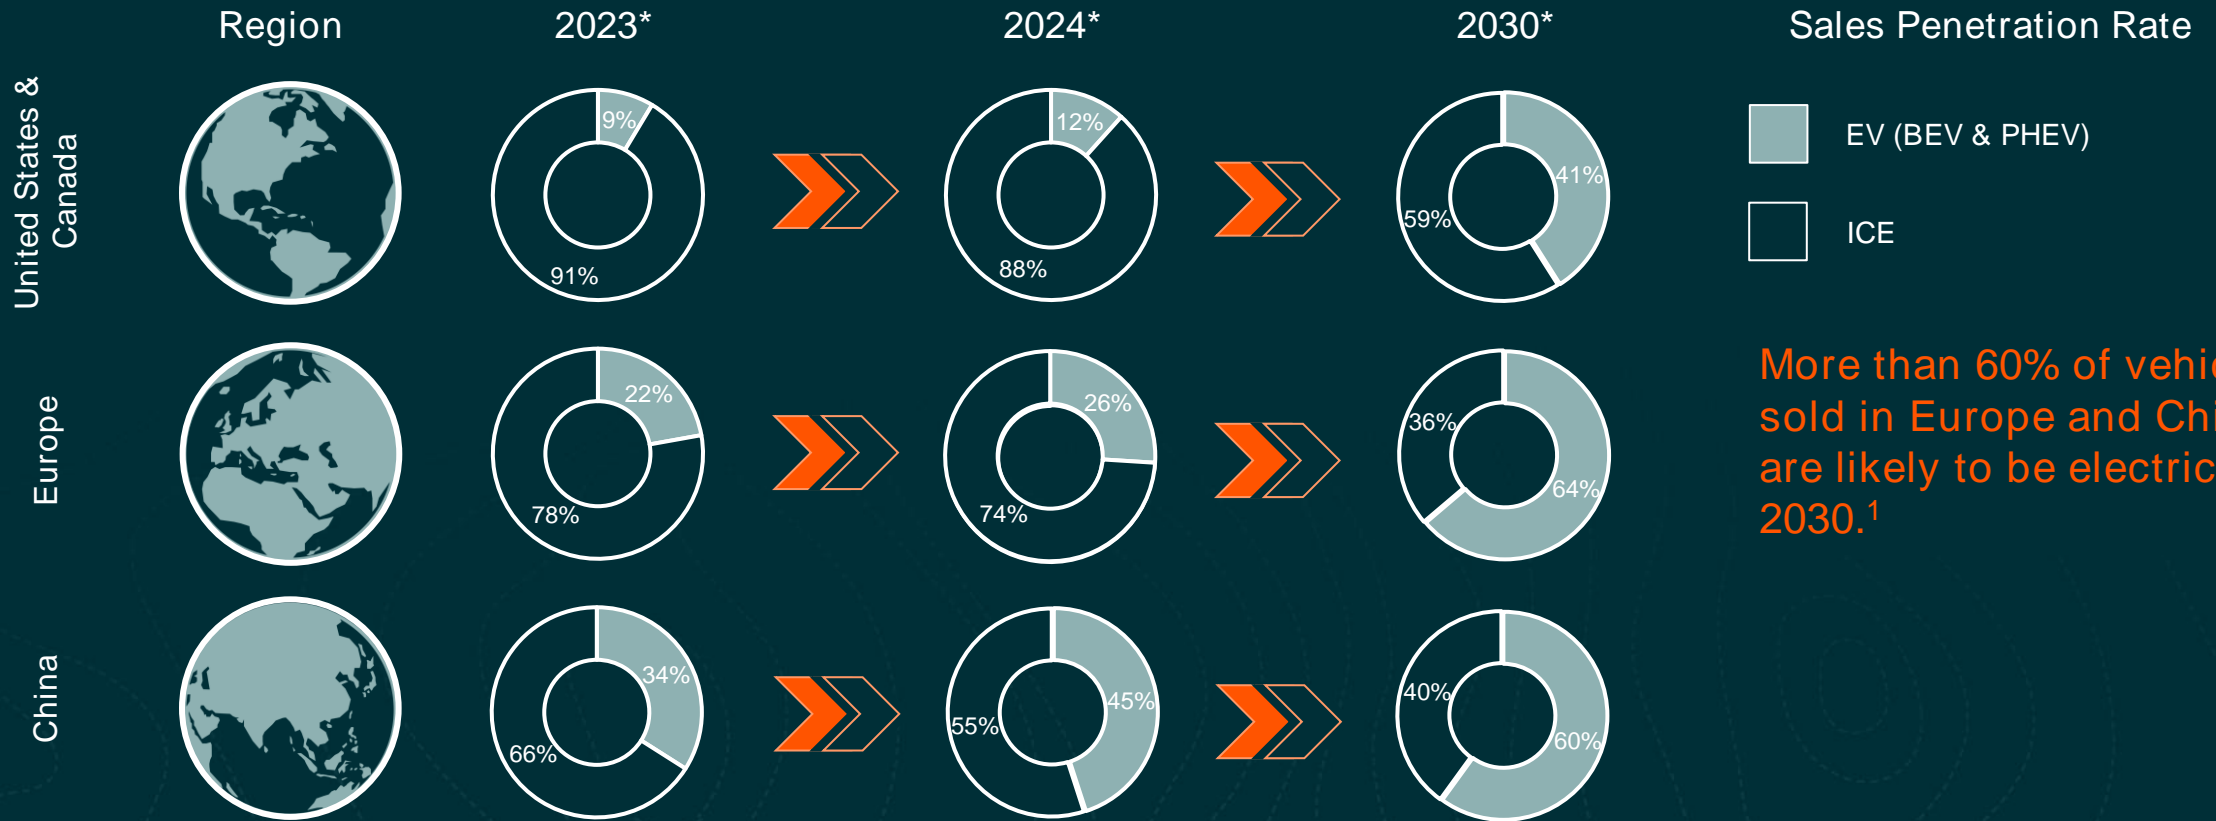 Region
2023*
2024*
2030*
Sales Penetration Rate
United States &
Canada
9%
91%
12%
88%
41%
59%
EV (BEV & PHEV)
ICE
Europe
22%
78%
26%
74%
36%
64%
More than 60% of
sold in Europe and
are likely to be electric
2030.¹
China
34%
66%
45%
55%
40%
60%